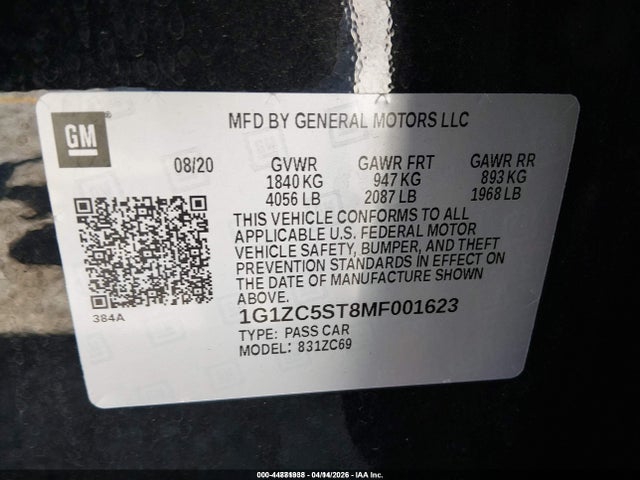 GM
MFD BY GENERAL MOTORS LLC
08/20 GVWR GAWR FRT GAWR RR
1840 KG 947 KG 893 KG
4056 LB 2087 LB 1968 LB
THIS VEHICLE CONFORMS TO ALL
APPLICABLE U.S. FEDERAL MOTOR
VEHICLE SAFETY, BUMPER, AND THEFT
PREVENTION STANDARDS IN EFFECT ON
THE DATE OF MANUFACTURE SHOWN
ABOVE.
384A
1G1ZC5ST8MF001623
TYPE: PASS CAR
MODEL: 831ZC69
04/14/2026 - IAA Inc.